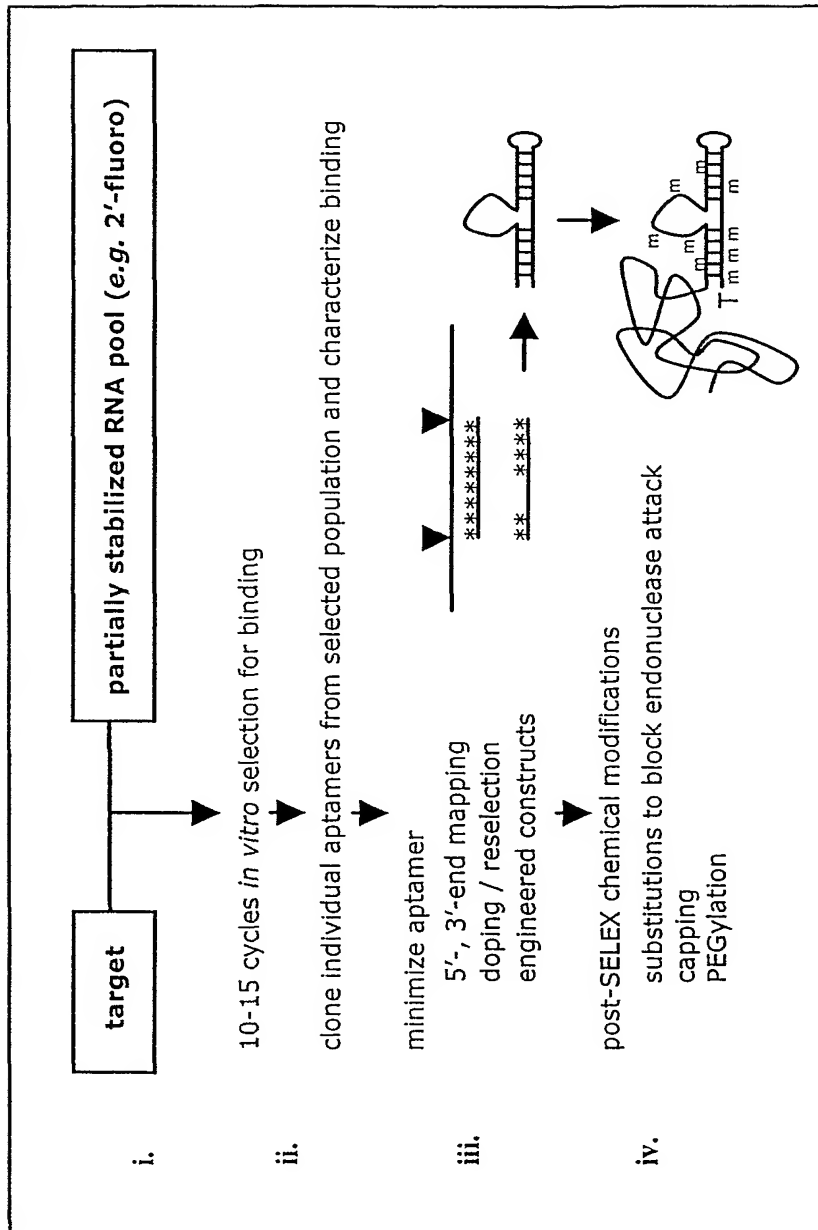 i.
target
partially stabilized RNA pool (e.g. 2′-fluoro)
10-15 cycles in vitro selection for binding
ii.
clone individual aptamers from selected population and characterize binding
minimize aptamer
iii.
5′-, 3′-end mapping
doping / reselection
engineered constructs
********
** ****
iv.
post-SELEX chemical modifications
substitutions to block endonuclease attack
capping
PEGylation
m
m
m
m
m
m
m
m
m
T